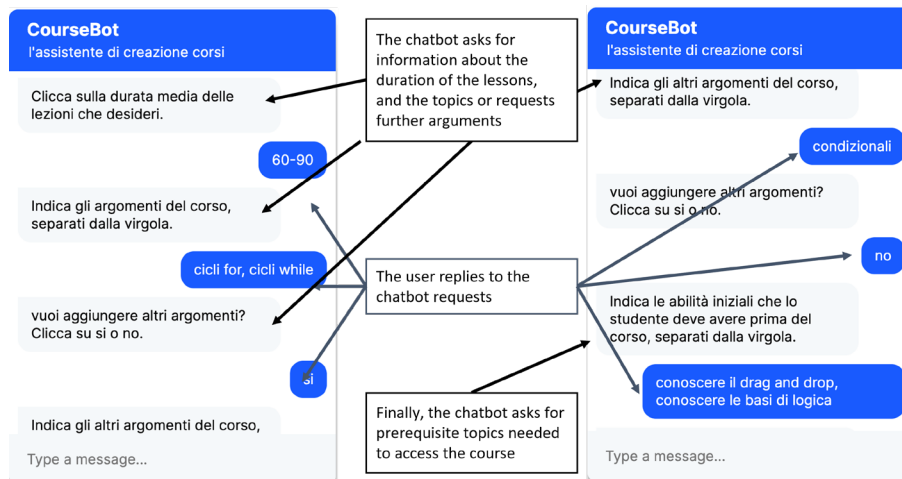 CourseBot
l'assistente di creazione corsi
Clicca sulla durata media delle
lezioni che desideri.
60-90
Indica gli argomenti del corso,
separati dalla virgola.
cicli for, cicli while
vuoi aggiungere altri argomenti?
Clicca su si o no.
si
Indica gli altri argomenti del corso,
Type a message...
The chatbot asks for
information about the
duration of the lessons,
and the topics or requests
further arguments
The user replies to the
chatbot requests
Finally, the chatbot asks for
prerequisite topics needed
to access the course
CourseBot
l'assistente di creazione corsi
Indica gli altri argomenti del corso,
separati dalla virgola.
condizionali
vuoi aggiungere altri argomenti?
Clicca su si o no.
no
Indica le abilità iniziali che lo
studente deve avere prima del
corso, separati dalla virgola.
conoscere il drag and drop,
conoscere le basi di logica
Type a message...